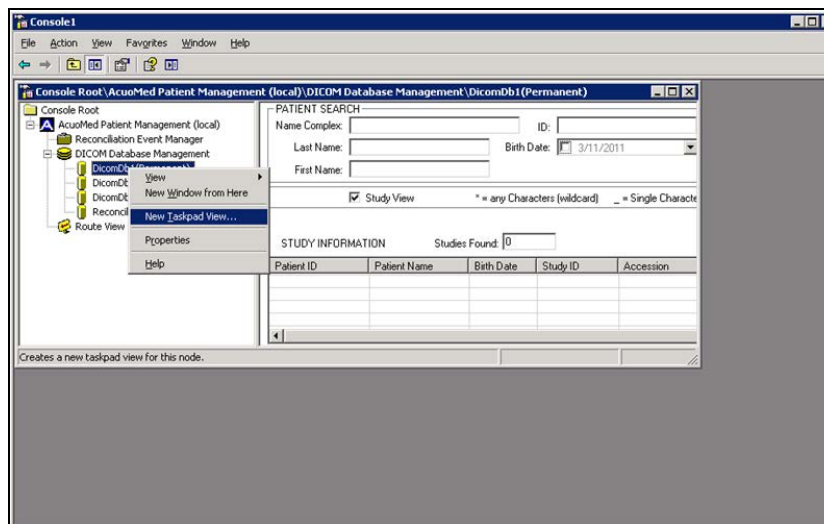 Console1
File Action View Favorites Window Help
Console Root\AcuoMed Patient Management (local)\DICOM Database Management\DicomDb1(Permanent)
Console Root
AcuoMed Patient Management (local)
Reconciliation Event Manager
DICOM Database Management
DicomDb1(Permanent)
DicomDb
DicomDb
Reconcil
Route View
View
New Window from Here
New Taskpad View...
Properties
Help
PATIENT SEARCH
Name Complex: ID:
Last Name: Birth Date: 3/11/2011
First Name:
Study View * = any Characters (wildcard) _ = Single Characte
STUDY INFORMATION Studies Found: 0
Patient ID Patient Name Birth Date Study ID Accession
Creates a new taskpad view for this node.